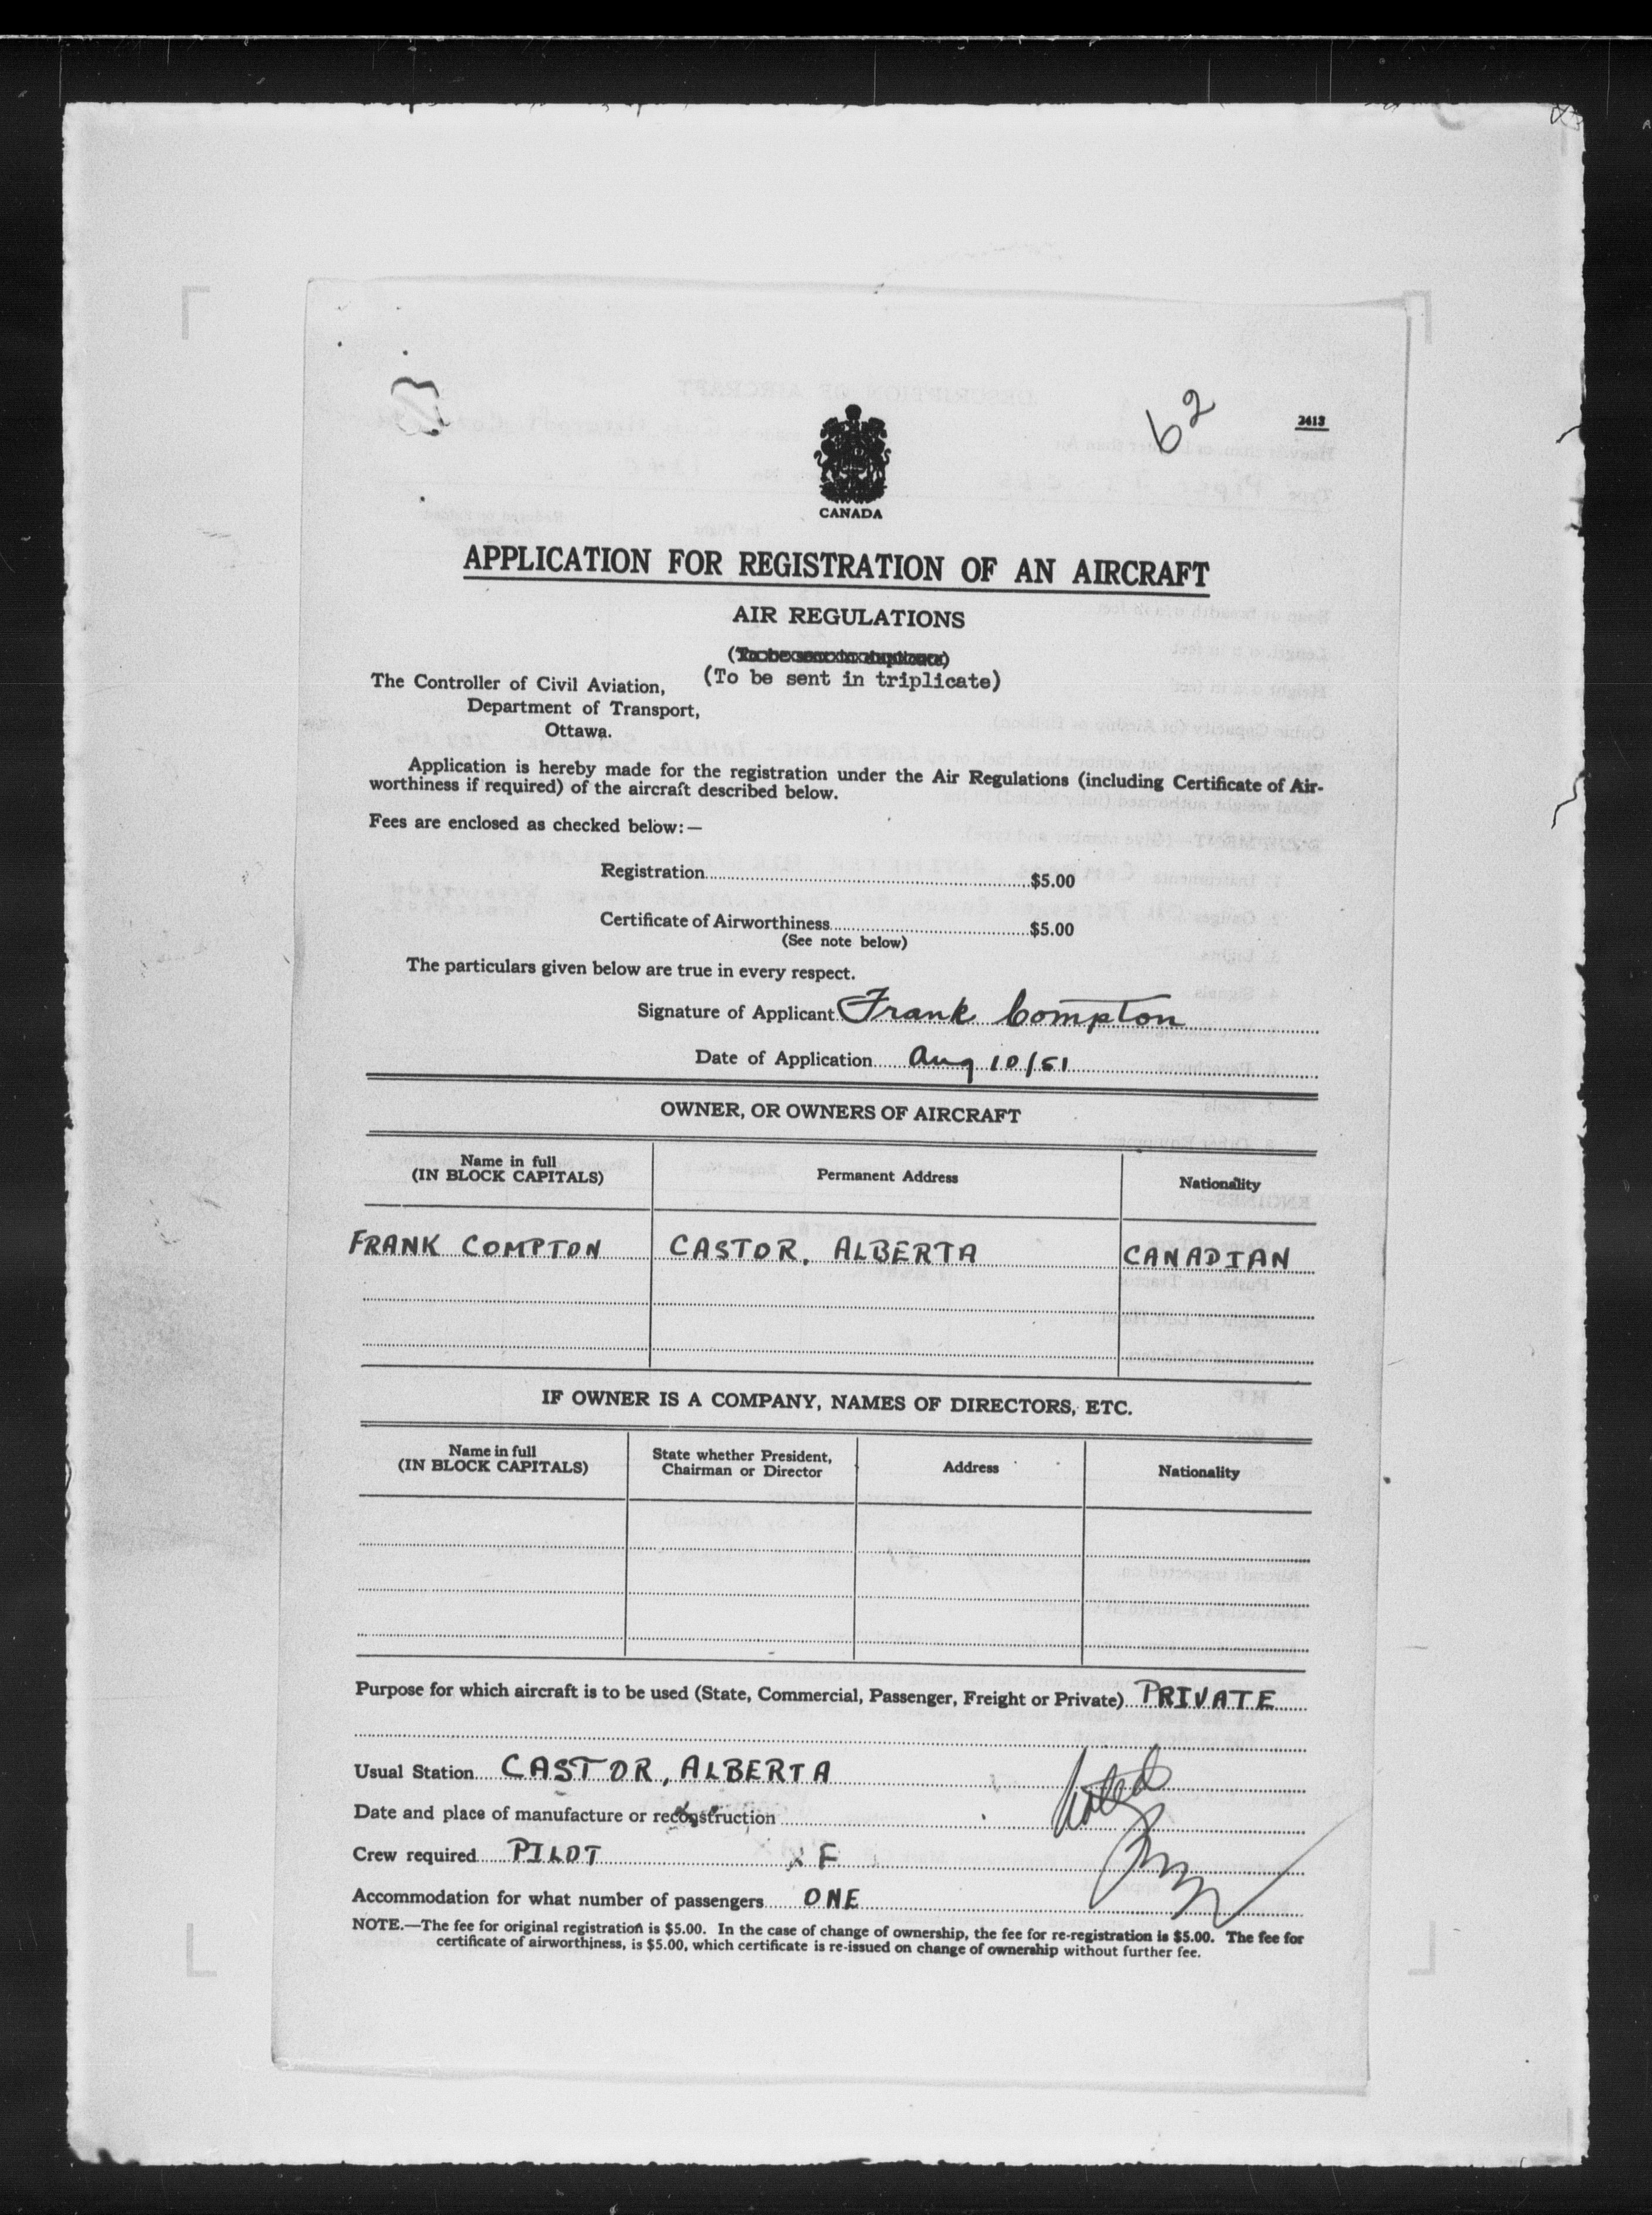 62
2413
CANADA
APPLICATION FOR REGISTRATION OF AN AIRCRAFT
AIR REGULATIONS
(To be sent in triplicate)
The Controller of Civil Aviation,
Department of Transport,
Ottawa.
Application is hereby made for the registration under the Air Regulations (including Certificate of Air-
worthiness if required) of the aircraft described below.
Fees are enclosed as checked below:—
Registration $5.00
Certificate of Airworthiness $5.00
(See note below)
The particulars given below are true in every respect.
Signature of Applicant Frank Compton
Date of Application Aug 10/51
OWNER, OR OWNERS OF AIRCRAFT
Name in full
(IN BLOCK CAPITALS)
Permanent Address
Nationality
FRANK COMPTON CASTOR, ALBERTA CANADIAN
IF OWNER IS A COMPANY, NAMES OF DIRECTORS, ETC.
Name in full
(IN BLOCK CAPITALS)
State whether President,
Chairman or Director
Address
Nationality
Purpose for which aircraft is to be used (State, Commercial, Passenger, Freight or Private) PRIVATE
Usual Station CASTOR, ALBERTA
Date and place of manufacture or reconstruction
Crew required PILOT x F
Accommodation for what number of passengers ONE
NOTE.—The fee for original registration is $5.00. In the case of change of ownership, the fee for re-registration is $5.00. The fee for
certificate of airworthiness, is $5.00, which certificate is re-issued on change of ownership without further fee.